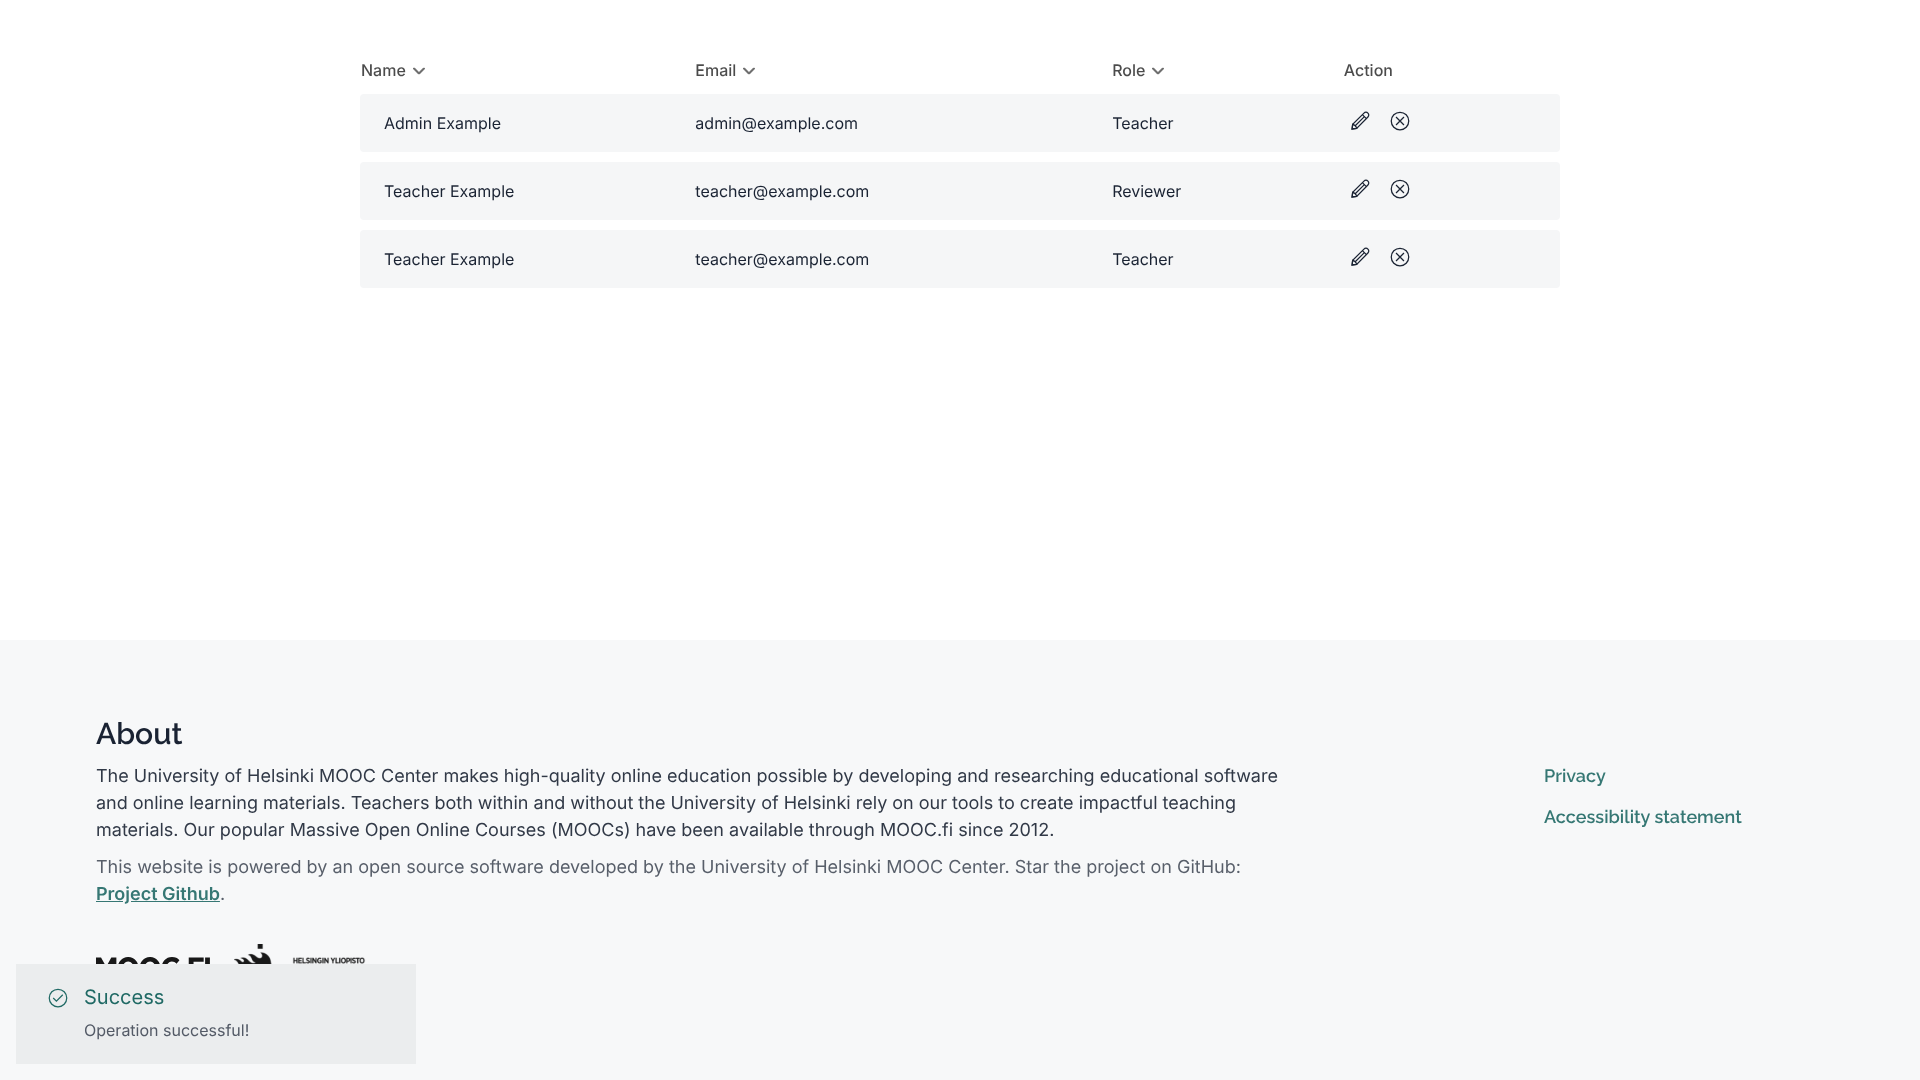 Name Email Role Action
Admin Example admin@example.com Teacher
Teacher Example teacher@example.com Reviewer
Teacher Example teacher@example.com Teacher
About
The University of Helsinki MOOC Center makes high-quality online education possible by developing and researching educational software
and online learning materials. Teachers both within and without the University of Helsinki rely on our tools to create impactful teaching
materials. Our popular Massive Open Online Courses (MOOCs) have been available through MOOC.fi since 2012.
This website is powered by an open source software developed by the University of Helsinki MOOC Center. Star the project on GitHub:
Project Github.
Privacy
Accessibility statement
MOOC.FI HELSINGIN YLIOPISTO
Success
Operation successful!